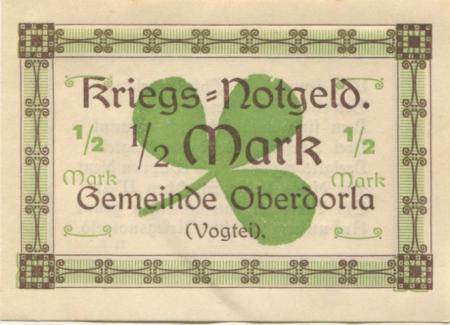 Kriegs=Notgeld.
1/2 1/2 Mark 1/2
Mark Mark
Gemeinde Oberdorla
(Vogtei).